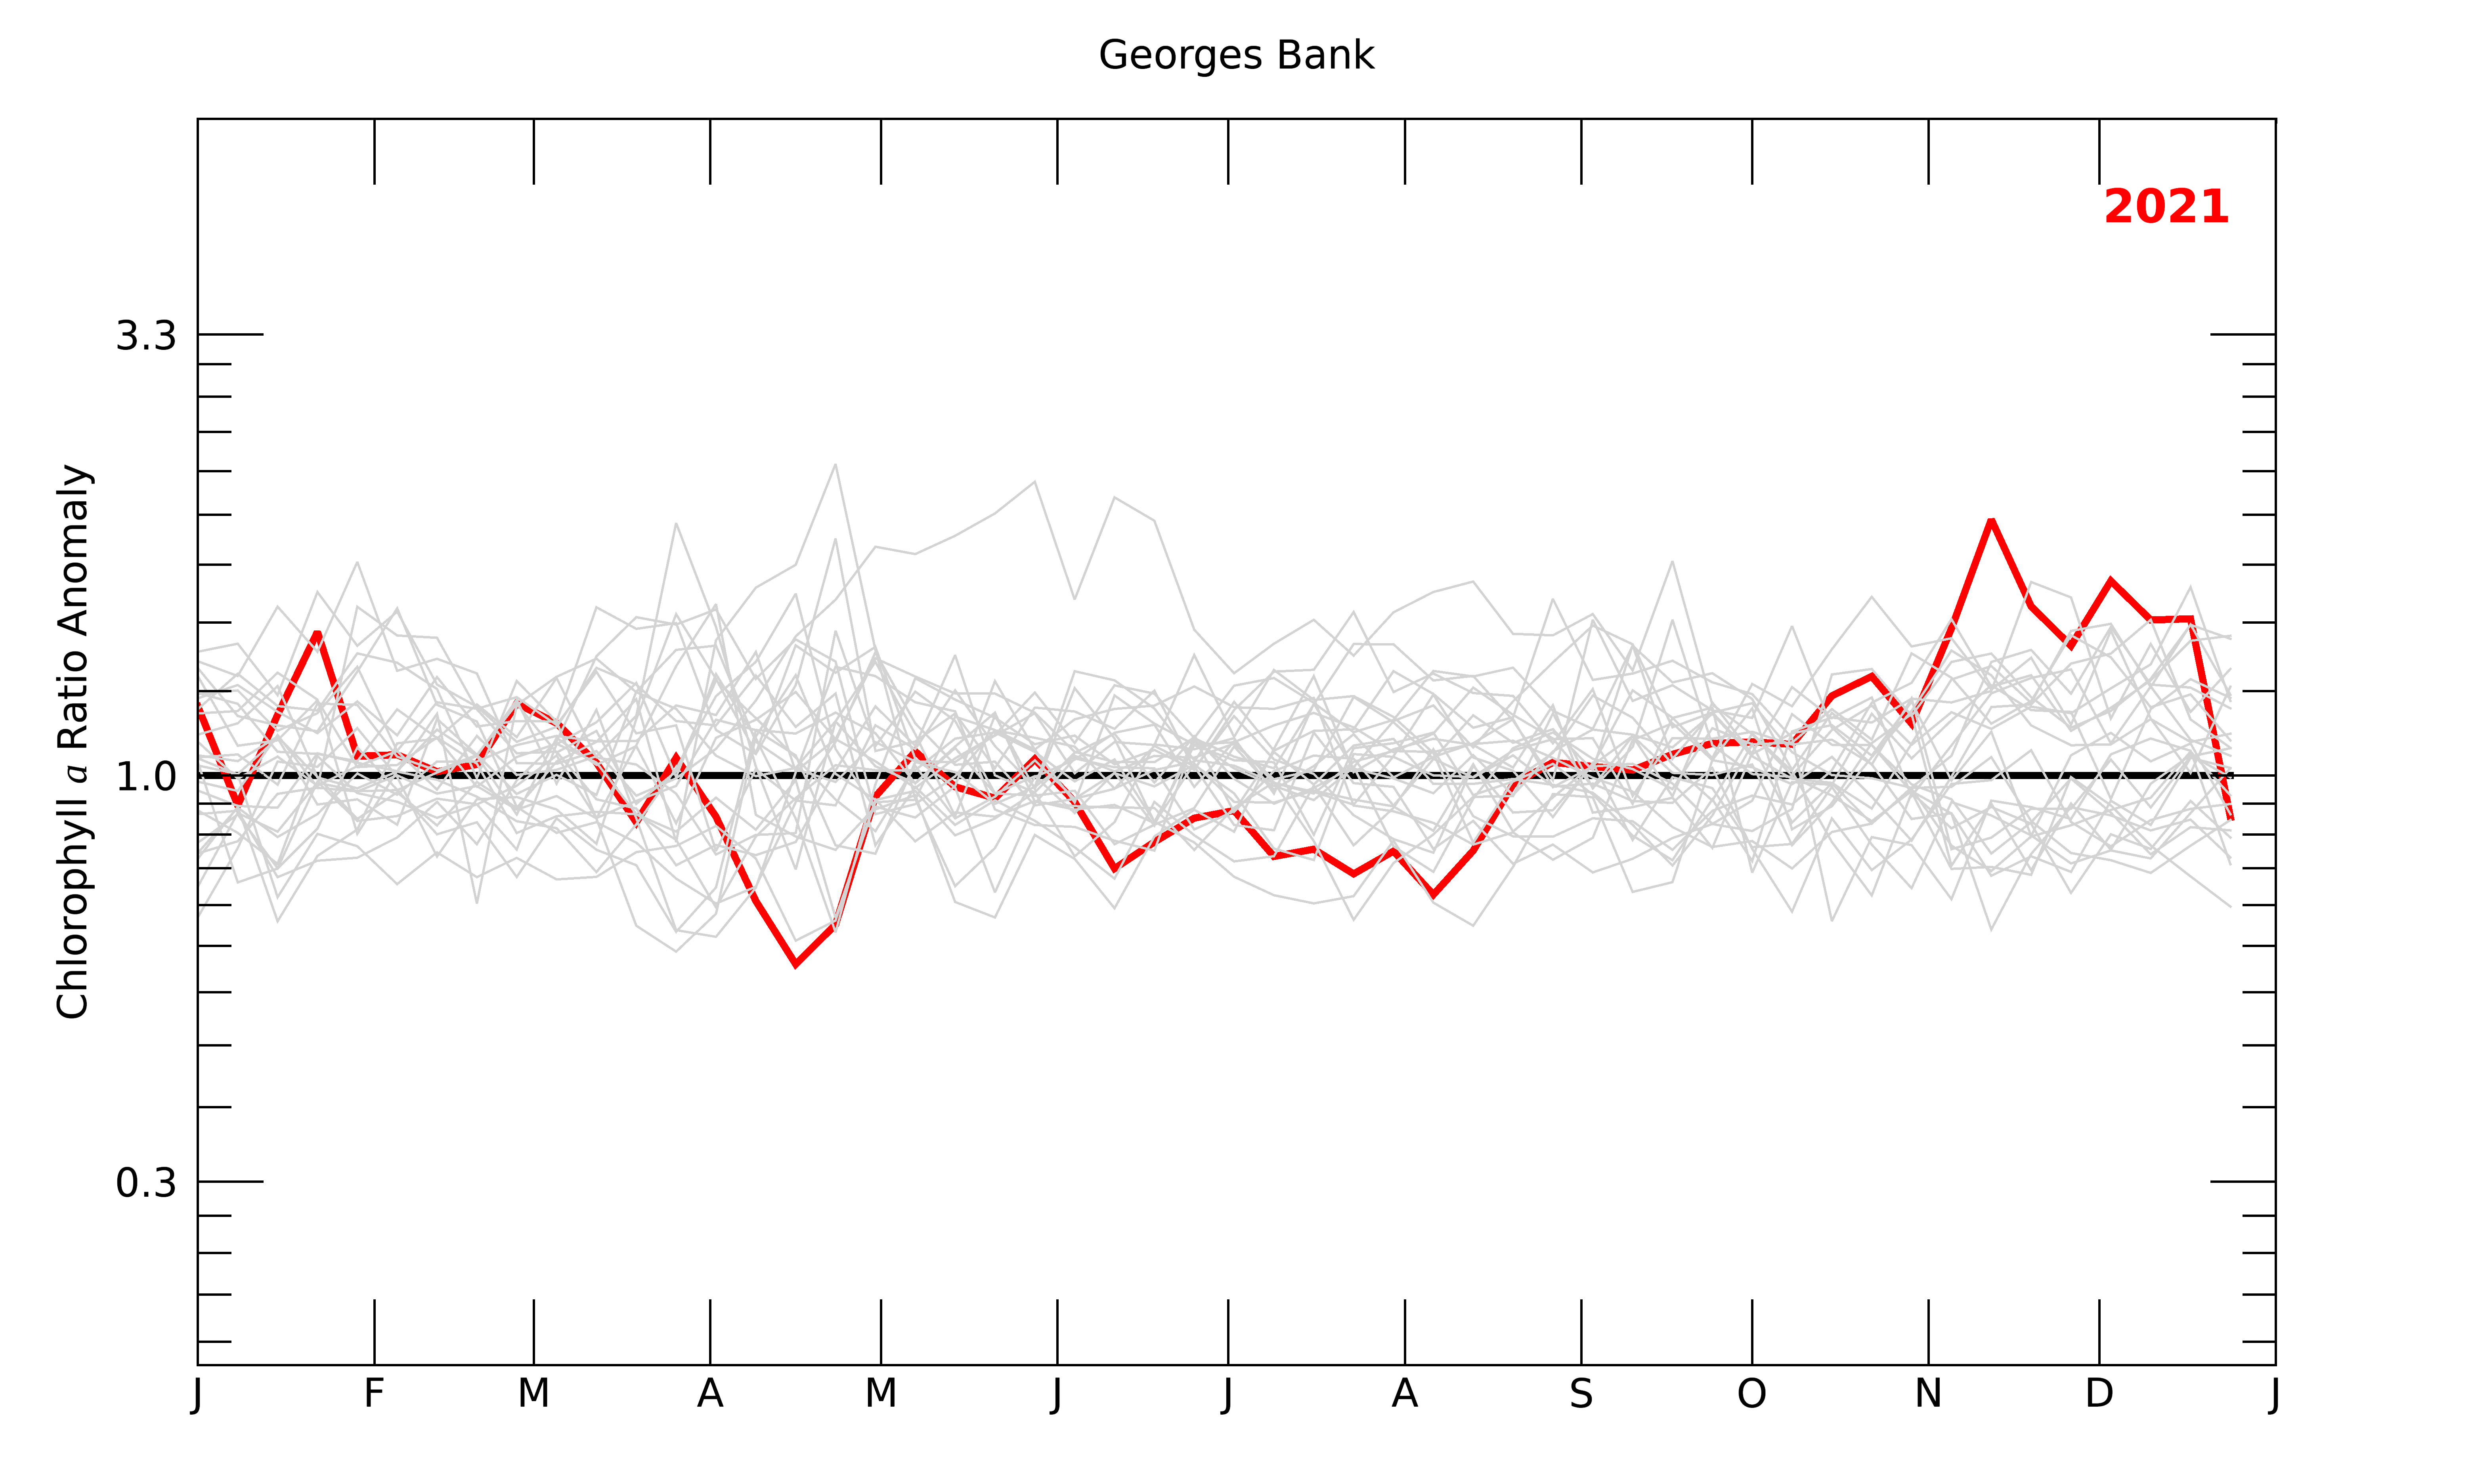 Georges Bank
2021
3.3
1.0
0.3
Chlorophyll a Ratio Anomaly
J F M A M J J A S O N D J